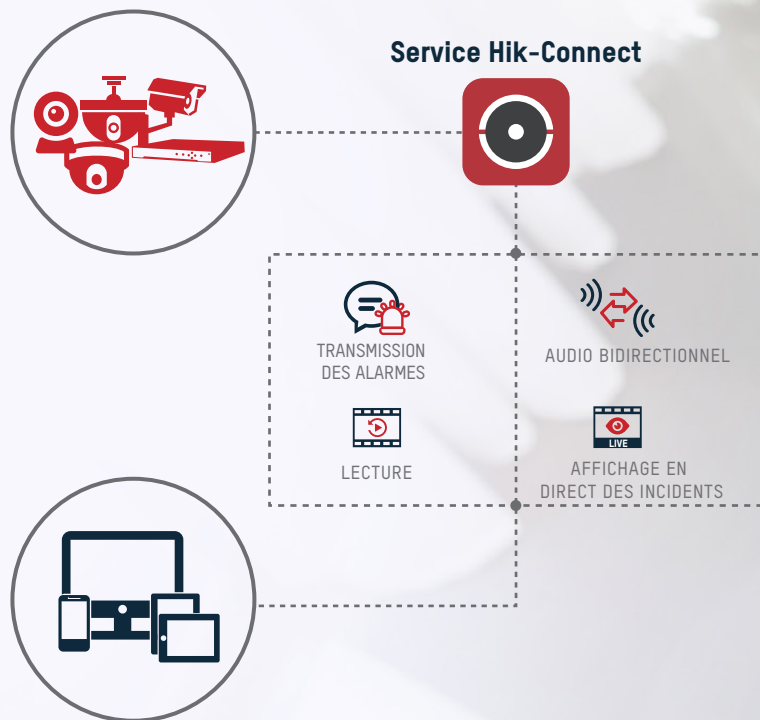 Service Hik-Connect
TRANSMISSION
DES ALARMES
AUDIO BIDIRECTIONNEL
LECTURE
LIVE
AFFICHAGE EN
DIRECT DES INCIDENTS